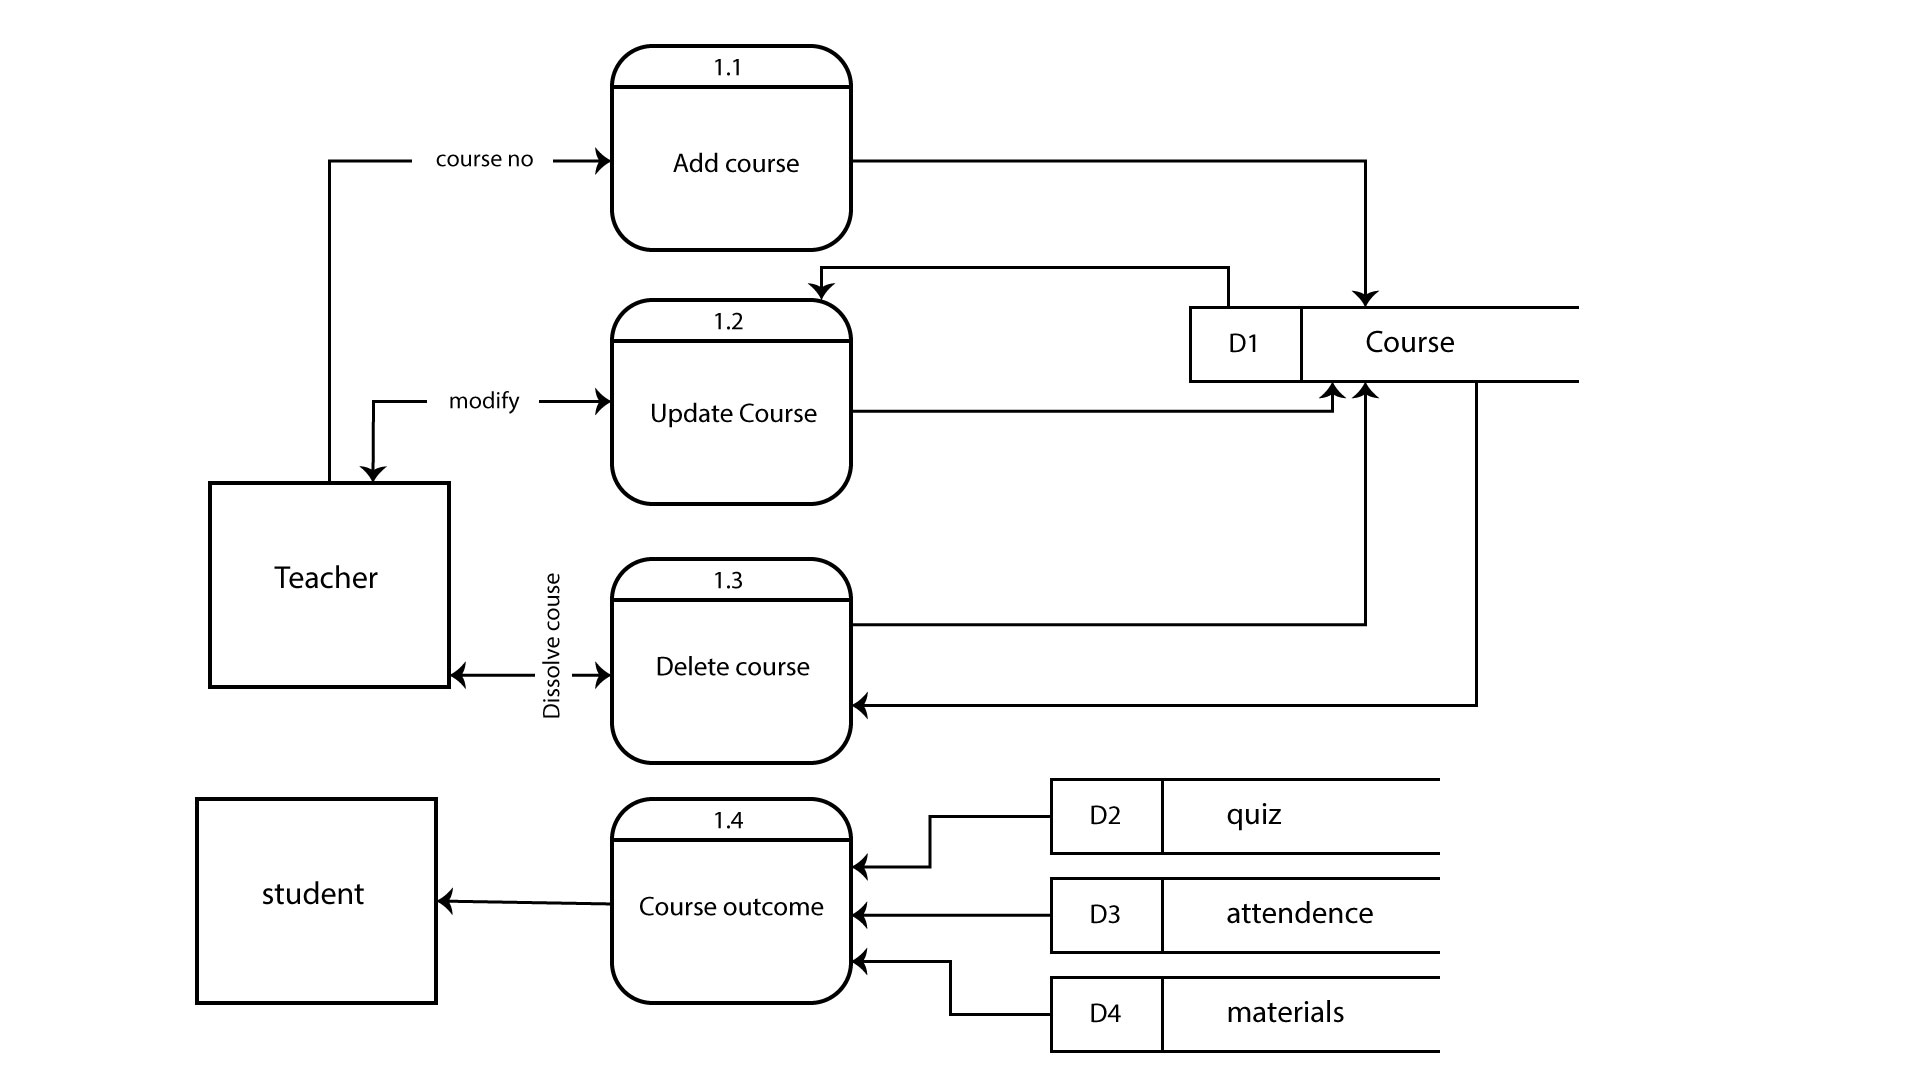 1.1
course no
Add course
1.2
D1
Course
modify
Update Course
1.3
Teacher
Dissolve couse
Delete course
1.4
D2
quiz
student
Course outcome
D3
attendence
D4
materials